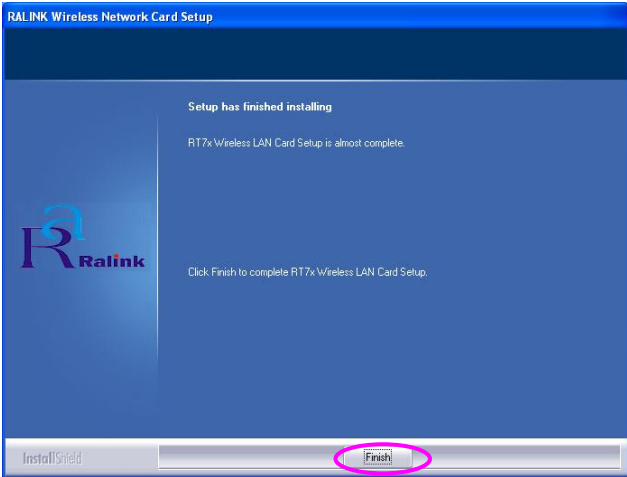 RALINK Wireless Network Card Setup
Setup has finished installing
RT7x Wireless LAN Card Setup is almost complete.
Ra
Ralink
Click Finish to complete RT7x Wireless LAN Card Setup.
InstallShield
Finish